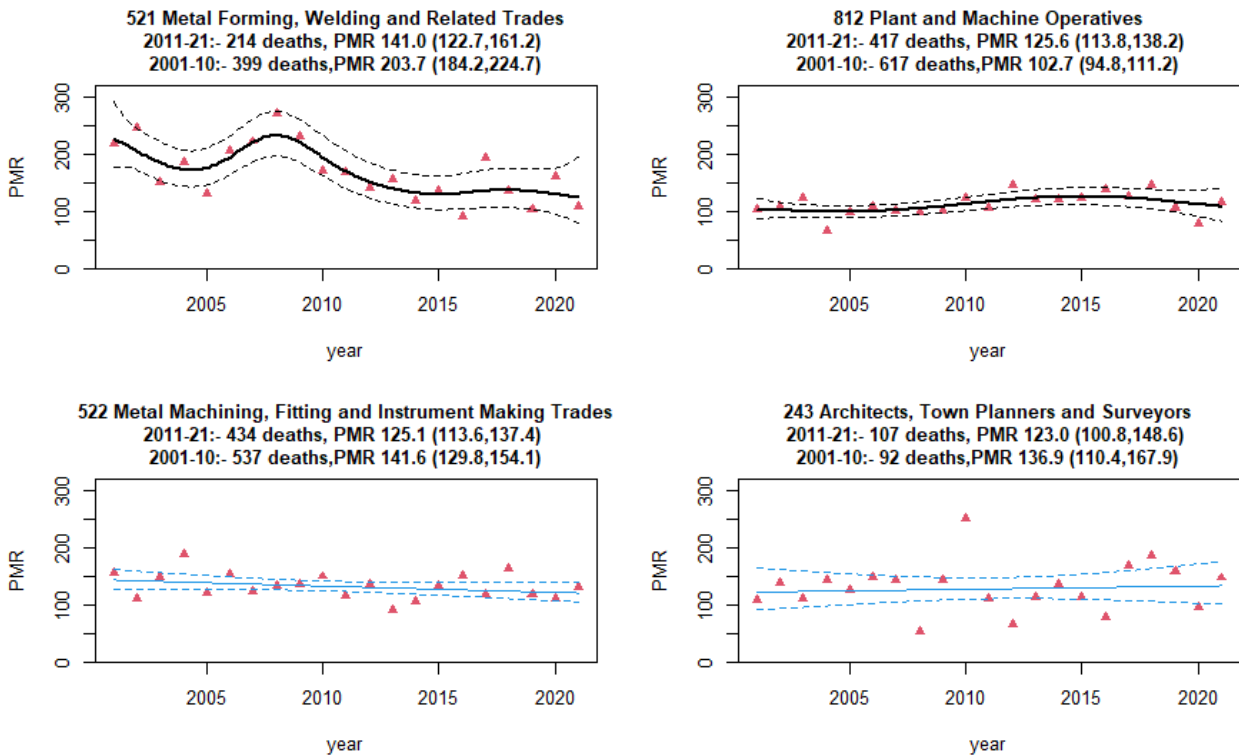 521 Metal Forming, Welding and Related Trades
2011-21:- 214 deaths, PMR 141.0 (122.7,161.2)
2001-10:- 399 deaths,PMR 203.7 (184.2,224.7)
PMR
300
200
100
0
2005 2010 2015 2020
year
812 Plant and Machine Operatives
2011-21:- 417 deaths, PMR 125.6 (113.8,138.2)
2001-10:- 617 deaths,PMR 102.7 (94.8,111.2)
PMR
300
200
100
0
2005 2010 2015 2020
year
522 Metal Machining, Fitting and Instrument Making Trades
2011-21:- 434 deaths, PMR 125.1 (113.6,137.4)
2001-10:- 537 deaths,PMR 141.6 (129.8,154.1)
PMR
300
200
100
0
2005 2010 2015 2020
year
243 Architects, Town Planners and Surveyors
2011-21:- 107 deaths, PMR 123.0 (100.8,148.6)
2001-10:- 92 deaths,PMR 136.9 (110.4,167.9)
PMR
300
200
100
0
2005 2010 2015 2020
year